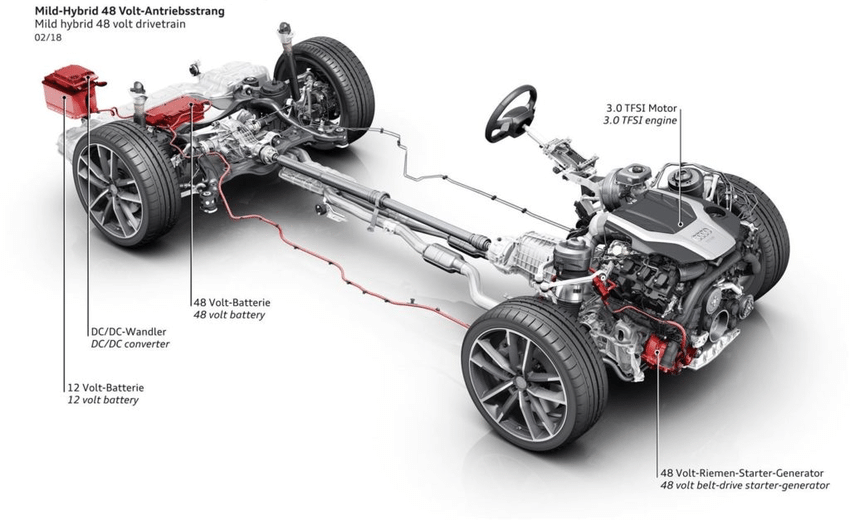 Mild-Hybrid 48 Volt-Antriebsstrang
Mild hybrid 48 volt drivetrain
02/18
3.0 TFSI Motor
3.0 TFSI engine
48 Volt-Batterie
48 volt battery
DC/DC-Wandler
DC/DC converter
12 Volt-Batterie
12 volt battery
48 Volt-Riemen-Starter-Generator
48 volt belt-drive starter-generator